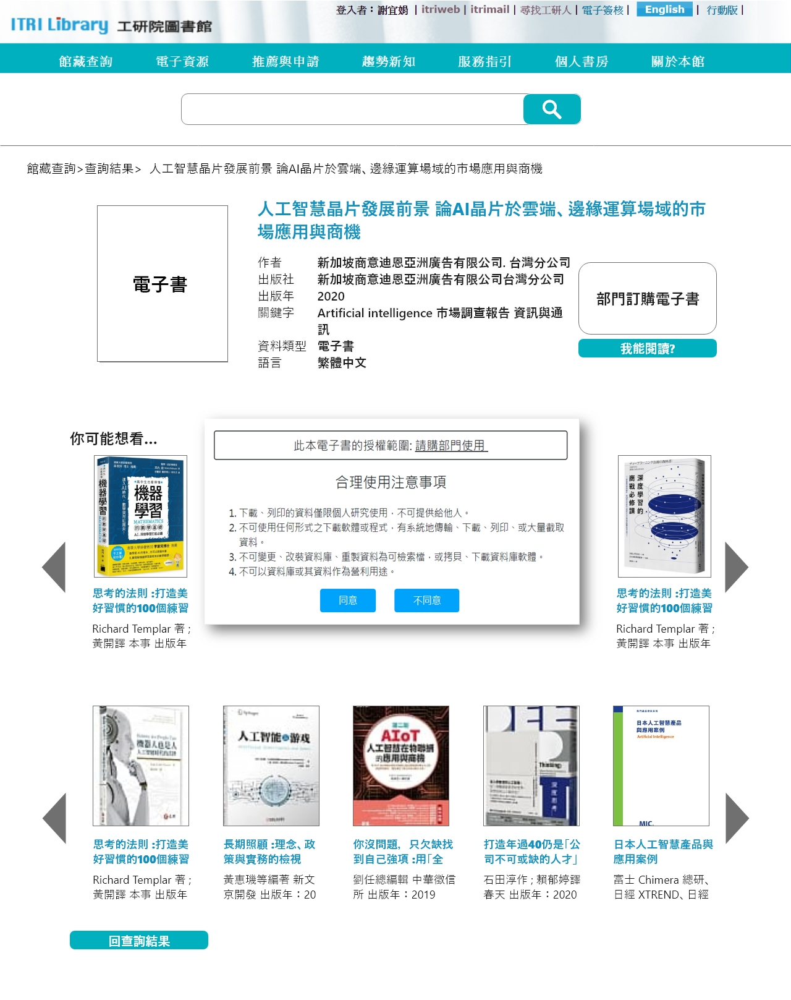 登入者：謝宜娟 | itriweb | itrimail | 尋找工研人 | 電子簽核 | English | 行動版 |
ITRI Library 工研院圖書館
館藏查詢 電子資源 推薦與申請 趨勢新知 服務指引 個人書房 關於本館
館藏查詢>查詢結果> 人工智慧晶片發展前景 論AI晶片於雲端、邊緣運算場域的市場應用與商機
電子書
人工智慧晶片發展前景 論AI晶片於雲端、邊緣運算場域的市
場應用與商機
作者 新加坡商意迪恩亞洲廣告有限公司. 台灣分公司
出版社 新加坡商意迪恩亞洲廣告有限公司台灣分公司
出版年 2020
關鍵字 Artificial intelligence 市場調查報告 資訊與通
訊
資料類型 電子書
語言 繁體中文
部門訂購電子書
我能閱讀?
你可能想看...
此本電子書的授權範圍: 請購部門使用
合理使用注意事項
1. 下載、列印的資料僅限個人研究使用，不可提供給他人。
2. 不可使用任何形式之下載軟體或程式，有系統地傳輸、下載、列印、或大量截取
資料。
3. 不可變更、改裝資料庫、重製資料為可檢索檔，或拷貝、下載資料庫軟體。
4. 不可以資料庫或其資料作為營利用途。
同意 不同意
機器
學習
MATHEMATICS
的數學基礎
機器學習
深度學習的
商戰必修課
思考的法則 :打造美
好習慣的100個練習
Richard Templar 著 ;
黃開譯 本事 出版年
思考的法則 :打造美
好習慣的100個練習
Richard Templar 著 ;
黃開譯 本事 出版年
機器人也是人
人工智能与游戏
第二版
AIoT
人工智慧在物聯網
的應用與商機
Thinking
深度思考
日本人工智慧產品
與應用案例
Artificial Intelligence
MIC.
思考的法則 :打造美
好習慣的100個練習
Richard Templar 著 ;
黃開譯 本事 出版年
長期照顧 :理念、政
策與實務的檢視
黃惠璣等編著 新文
京開發 出版年：20
你沒問題，只欠缺找
到自己強項 :用「全
劉任總編輯 中華徵信
所 出版年：2019
打造年過40仍是「公
司不可或缺的人才」
石田淳作 ; 賴郁婷譯
春天 出版年：2020
日本人工智慧產品與
應用案例
富士 Chimera 總研、
日經 XTREND、日經
回查詢結果